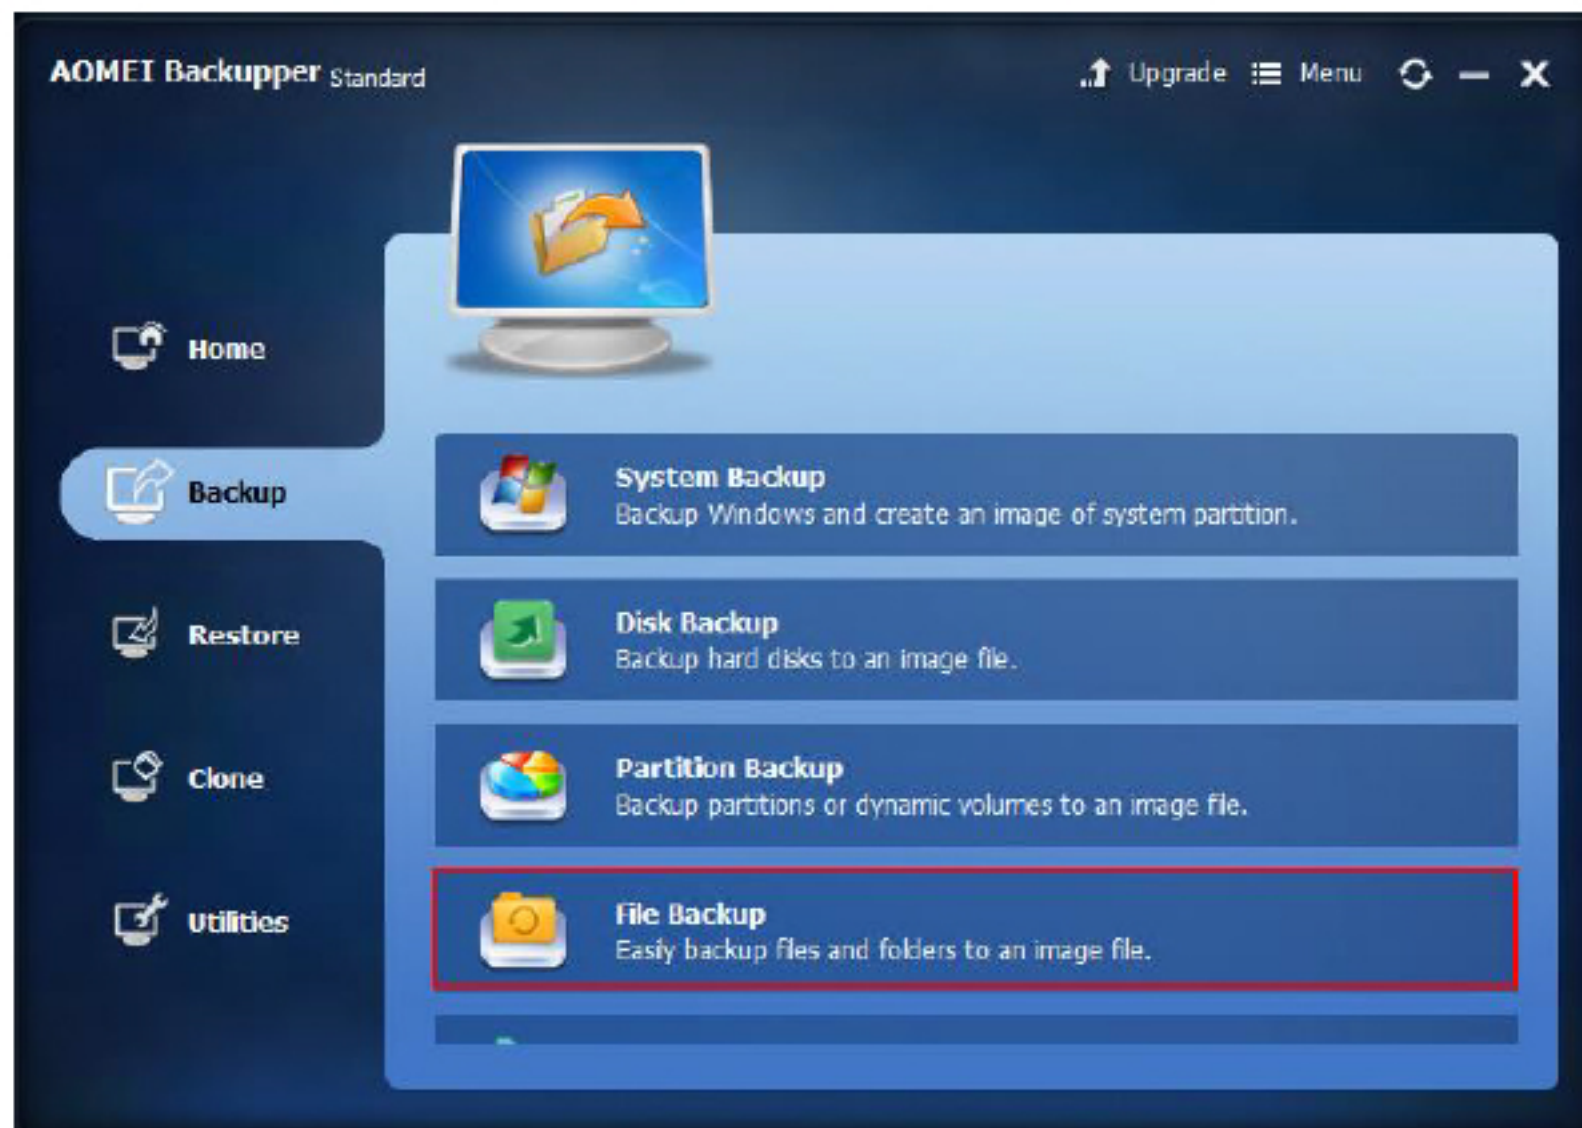 AOMEI Backupper Standard
Upgrade Menu
Home
Backup
Restore
Clone
Utilities
System Backup
Backup Windows and create an image of system partition.
Disk Backup
Backup hard disks to an image file.
Partition Backup
Backup partitions or dynamic volumes to an image file.
File Backup
Easily backup files and folders to an image file.